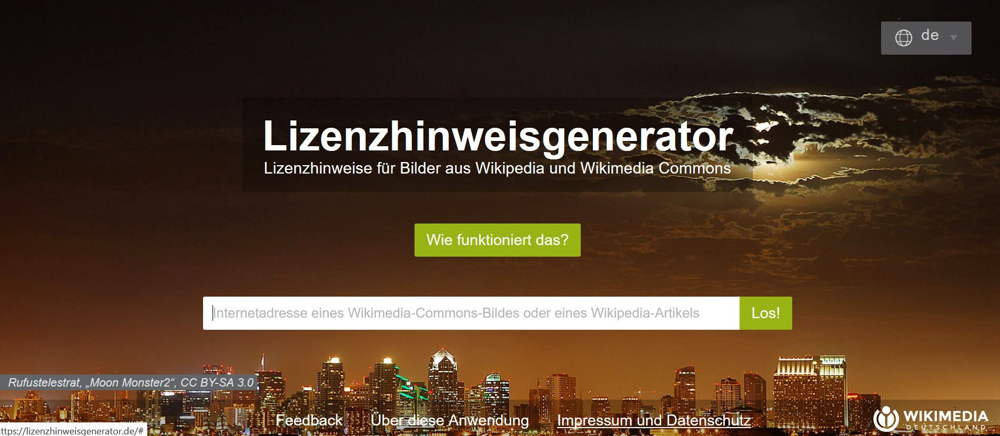 de
Lizenzhinweisgenerator
Lizenzhinweise für Bilder aus Wikipedia und Wikimedia Commons
Wie funktioniert das?
Internetadresse eines Wikimedia-Commons-Bildes oder eines Wikipedia-Artikels Los!
Rufustelestrat, „Moon Monster2“, CC BY-SA 3.0
Feedback Über diese Anwendung Impressum und Datenschutz
WIKIMEDIA
DEUTSCHLAND
ttps://lizenzhinweisgenerator.de/#